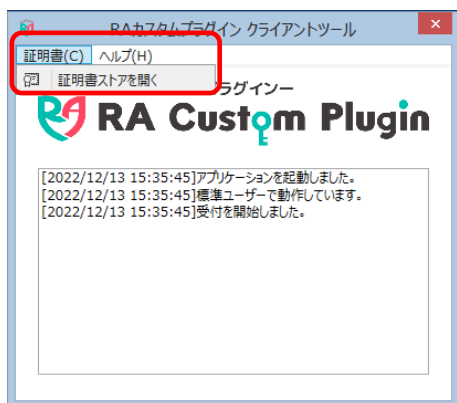 RAカスタムプラグイン クライアントツール
証明書(C) ヘルプ(H)
証明書ストアを開く
プラグインー
RA Custom Plugin
[2022/12/13 15:35:45]アプリケーションを起動しました。
[2022/12/13 15:35:45]標準ユーザーで動作しています。
[2022/12/13 15:35:45]受付を開始しました。